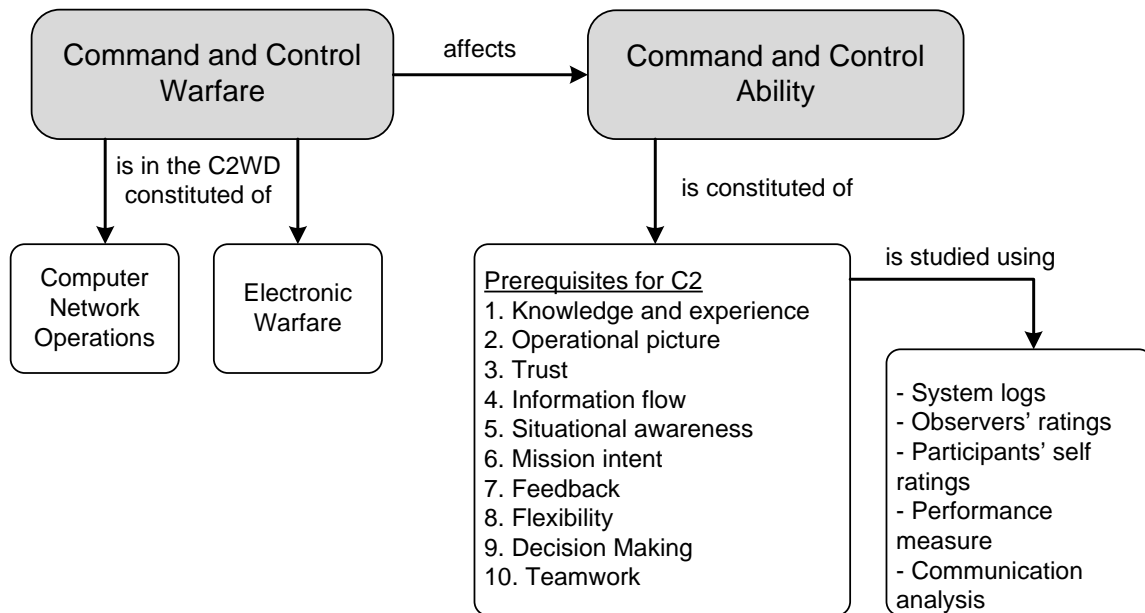 Command and Control
Warfare
affects
Command and Control
Ability
is in the C2WD
constituted of
is constituted of
Computer
Network
Operations
Electronic
Warfare
Prerequisites for C2
1. Knowledge and experience
2. Operational picture
3. Trust
4. Information flow
5. Situational awareness
6. Mission intent
7. Feedback
8. Flexibility
9. Decision Making
10. Teamwork
is studied using
- System logs
- Observers’ ratings
- Participants’ self
ratings
- Performance
measure
- Communication
analysis